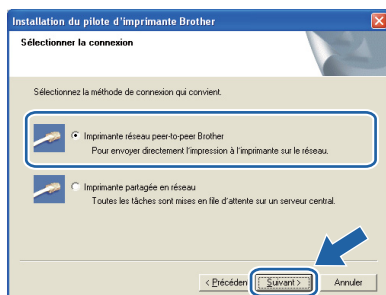 Installation du pilote d'imprimante Brother
Sélectionner la connexion
Sélectionnez la méthode de connexion qui convient.
Imprimante réseau peer-to-peer Brother
Pour envoyer directement l'impression à l'imprimante sur le réseau.
Imprimante partagée en réseau
Toutes les tâches sont mises en file d'attente sur un serveur central.
< Précéden Suivant > Annuler